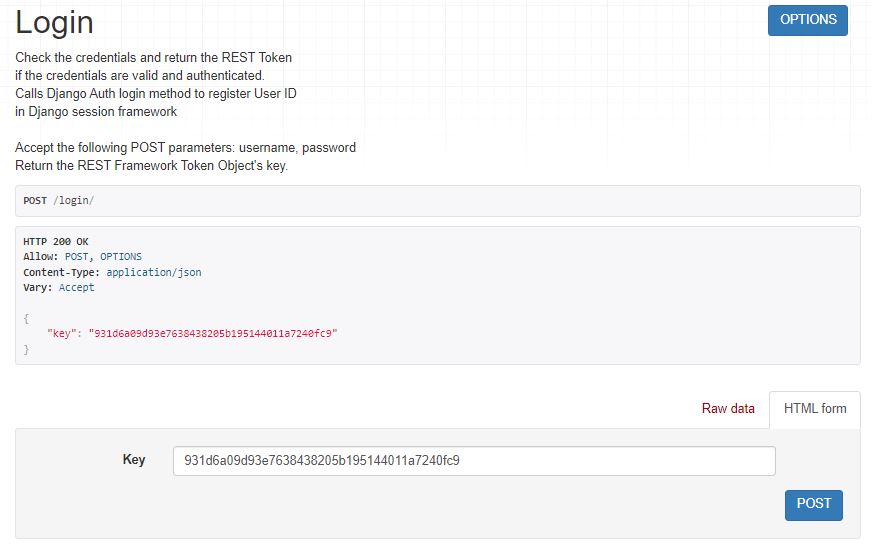 Login
OPTIONS
Check the credentials and return the REST Token
if the credentials are valid and authenticated.
Calls Django Auth login method to register User ID
in Django session framework
Accept the following POST parameters: username, password
Return the REST Framework Token Object's key.
POST /login/
HTTP 200 OK
Allow: POST, OPTIONS
Content-Type: application/json
Vary: Accept
{
"key": "931d6a09d93e7638438205b195144011a7240fc9"
}
Raw data
HTML form
Key
931d6a09d93e7638438205b195144011a7240fc9
POST